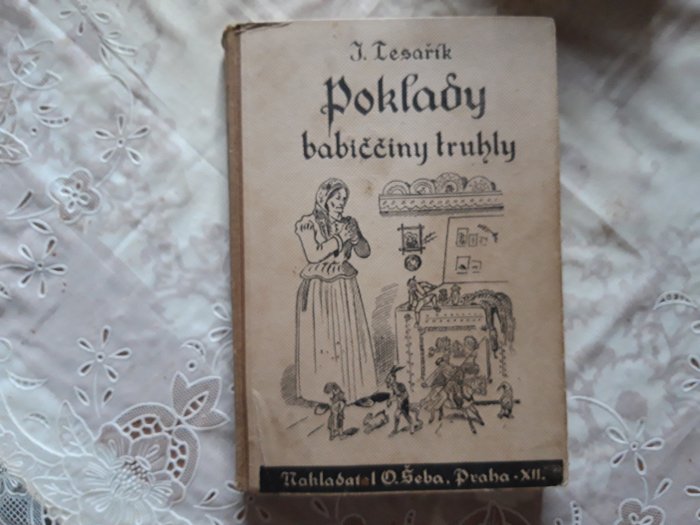 J. Tesařík
Poklady
babiččiny truhly
Nakladatel O. Šeba, Praha - XII.